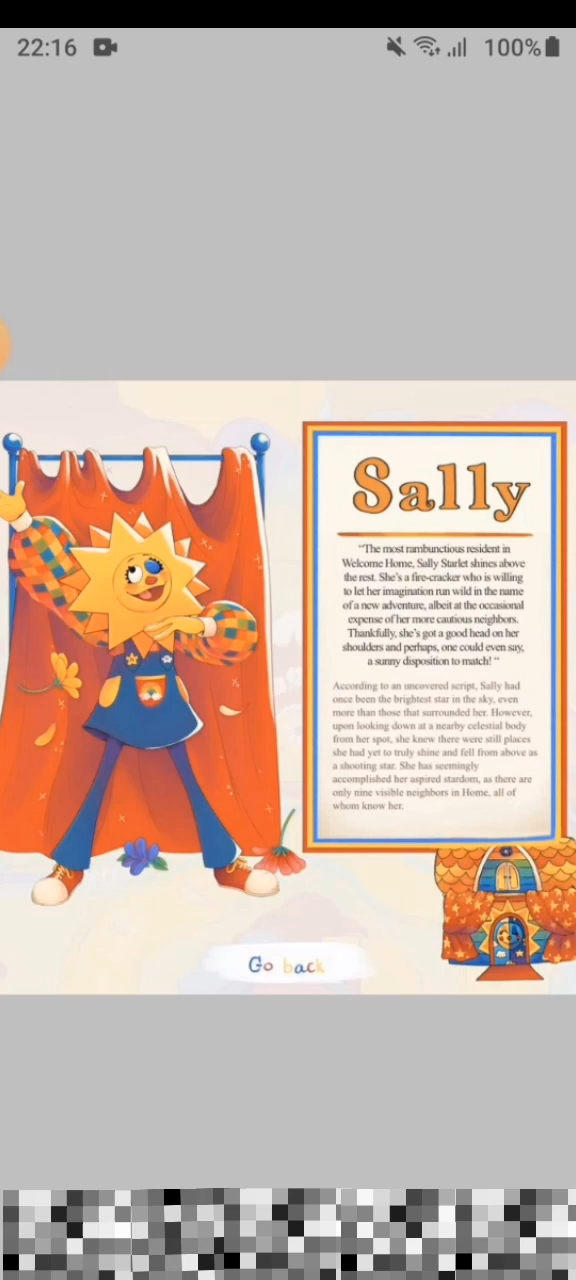 22:16
100%
Sally
“The most rambunctious resident in
Welcome Home, Sally Starlet shines above
the rest. She's a fire-cracker who is willing
to let her imagination run wild in the name
of a new adventure, albeit at the occasional
expense of her more cautious neighbors.
Thankfully, she's got a good head on her
shoulders and perhaps, one could even say,
a sunny disposition to match! “
According to an uncovered script, Sally had
once been the brightest star in the sky, even
more than those that surrounded her. However,
upon looking down at a nearby celestial body
from her spot, she knew there were still places
she had yet to truly shine and fell from above as
a shooting star. She has seemingly
accomplished her aspired stardom, as there are
only nine visible neighbors in Home, all of
whom know her.
Go back